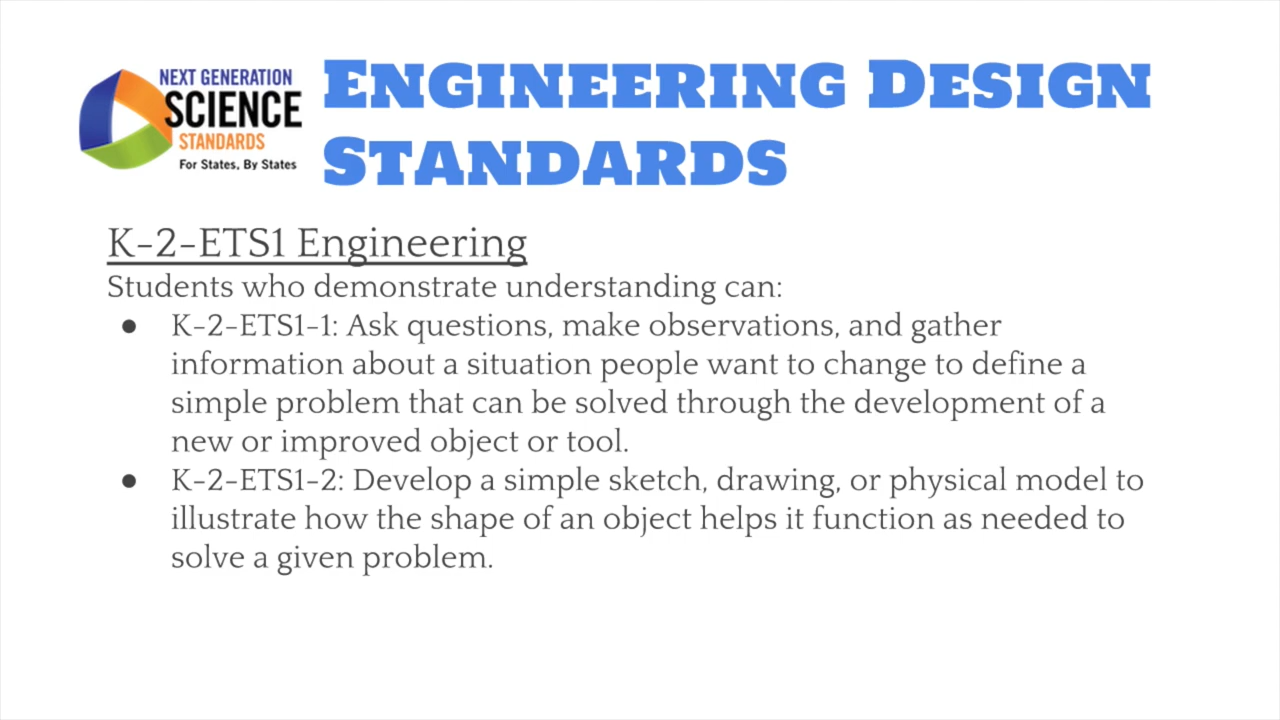 NEXT GENERATION
SCIENCE
STANDARDS
For States, By States
ENGINEERING DESIGN
STANDARDS
K-2-ETS1 Engineering
Students who demonstrate understanding can:
● K-2-ETS1-1: Ask questions, make observations, and gather
information about a situation people want to change to define a
simple problem that can be solved through the development of a
new or improved object or tool.
● K-2-ETS1-2: Develop a simple sketch, drawing, or physical model to
illustrate how the shape of an object helps it function as needed to
solve a given problem.